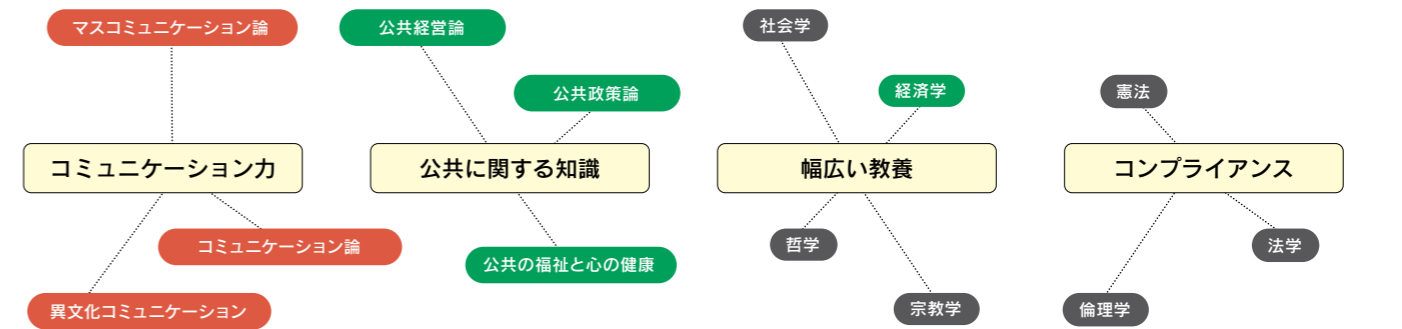 マスコミュニケーション論
公共経営論
社会学
公共政策論
経済学
憲法
コミュニケーション力
公共に関する知識
幅広い教養
コンプライアンス
コミュニケーション論
哲学
法学
公共の福祉と心の健康
異文化コミュニケーション
宗教学
倫理学